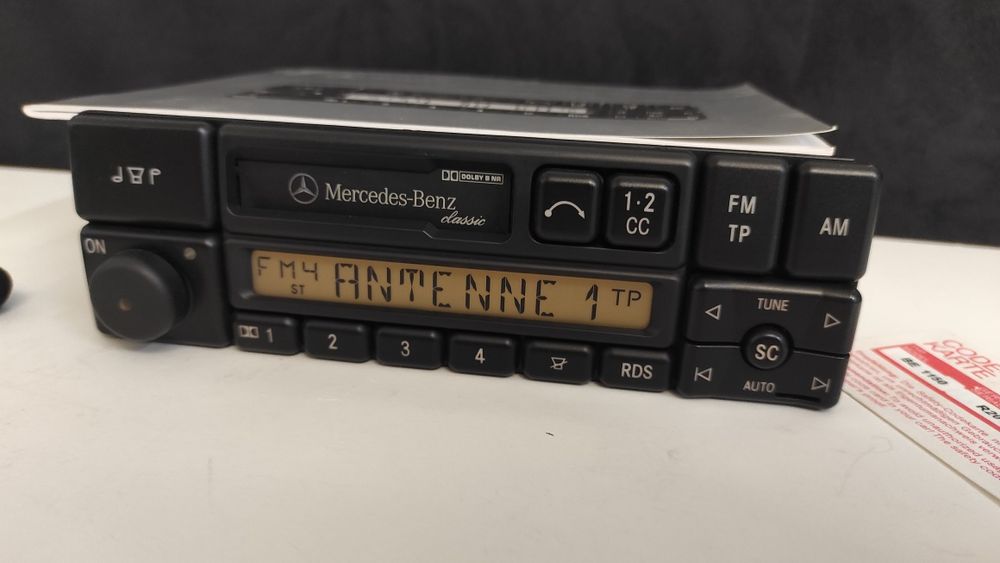 DOLBY B NR
Mercedes-Benz
classic
1·2
CC
FM
TP
AM
ON
FM4
ST
ANTENNE 1
TP
TUNE
SC
AUTO
1
2
3
4
RDS
CODE
KARTE
BE 1150